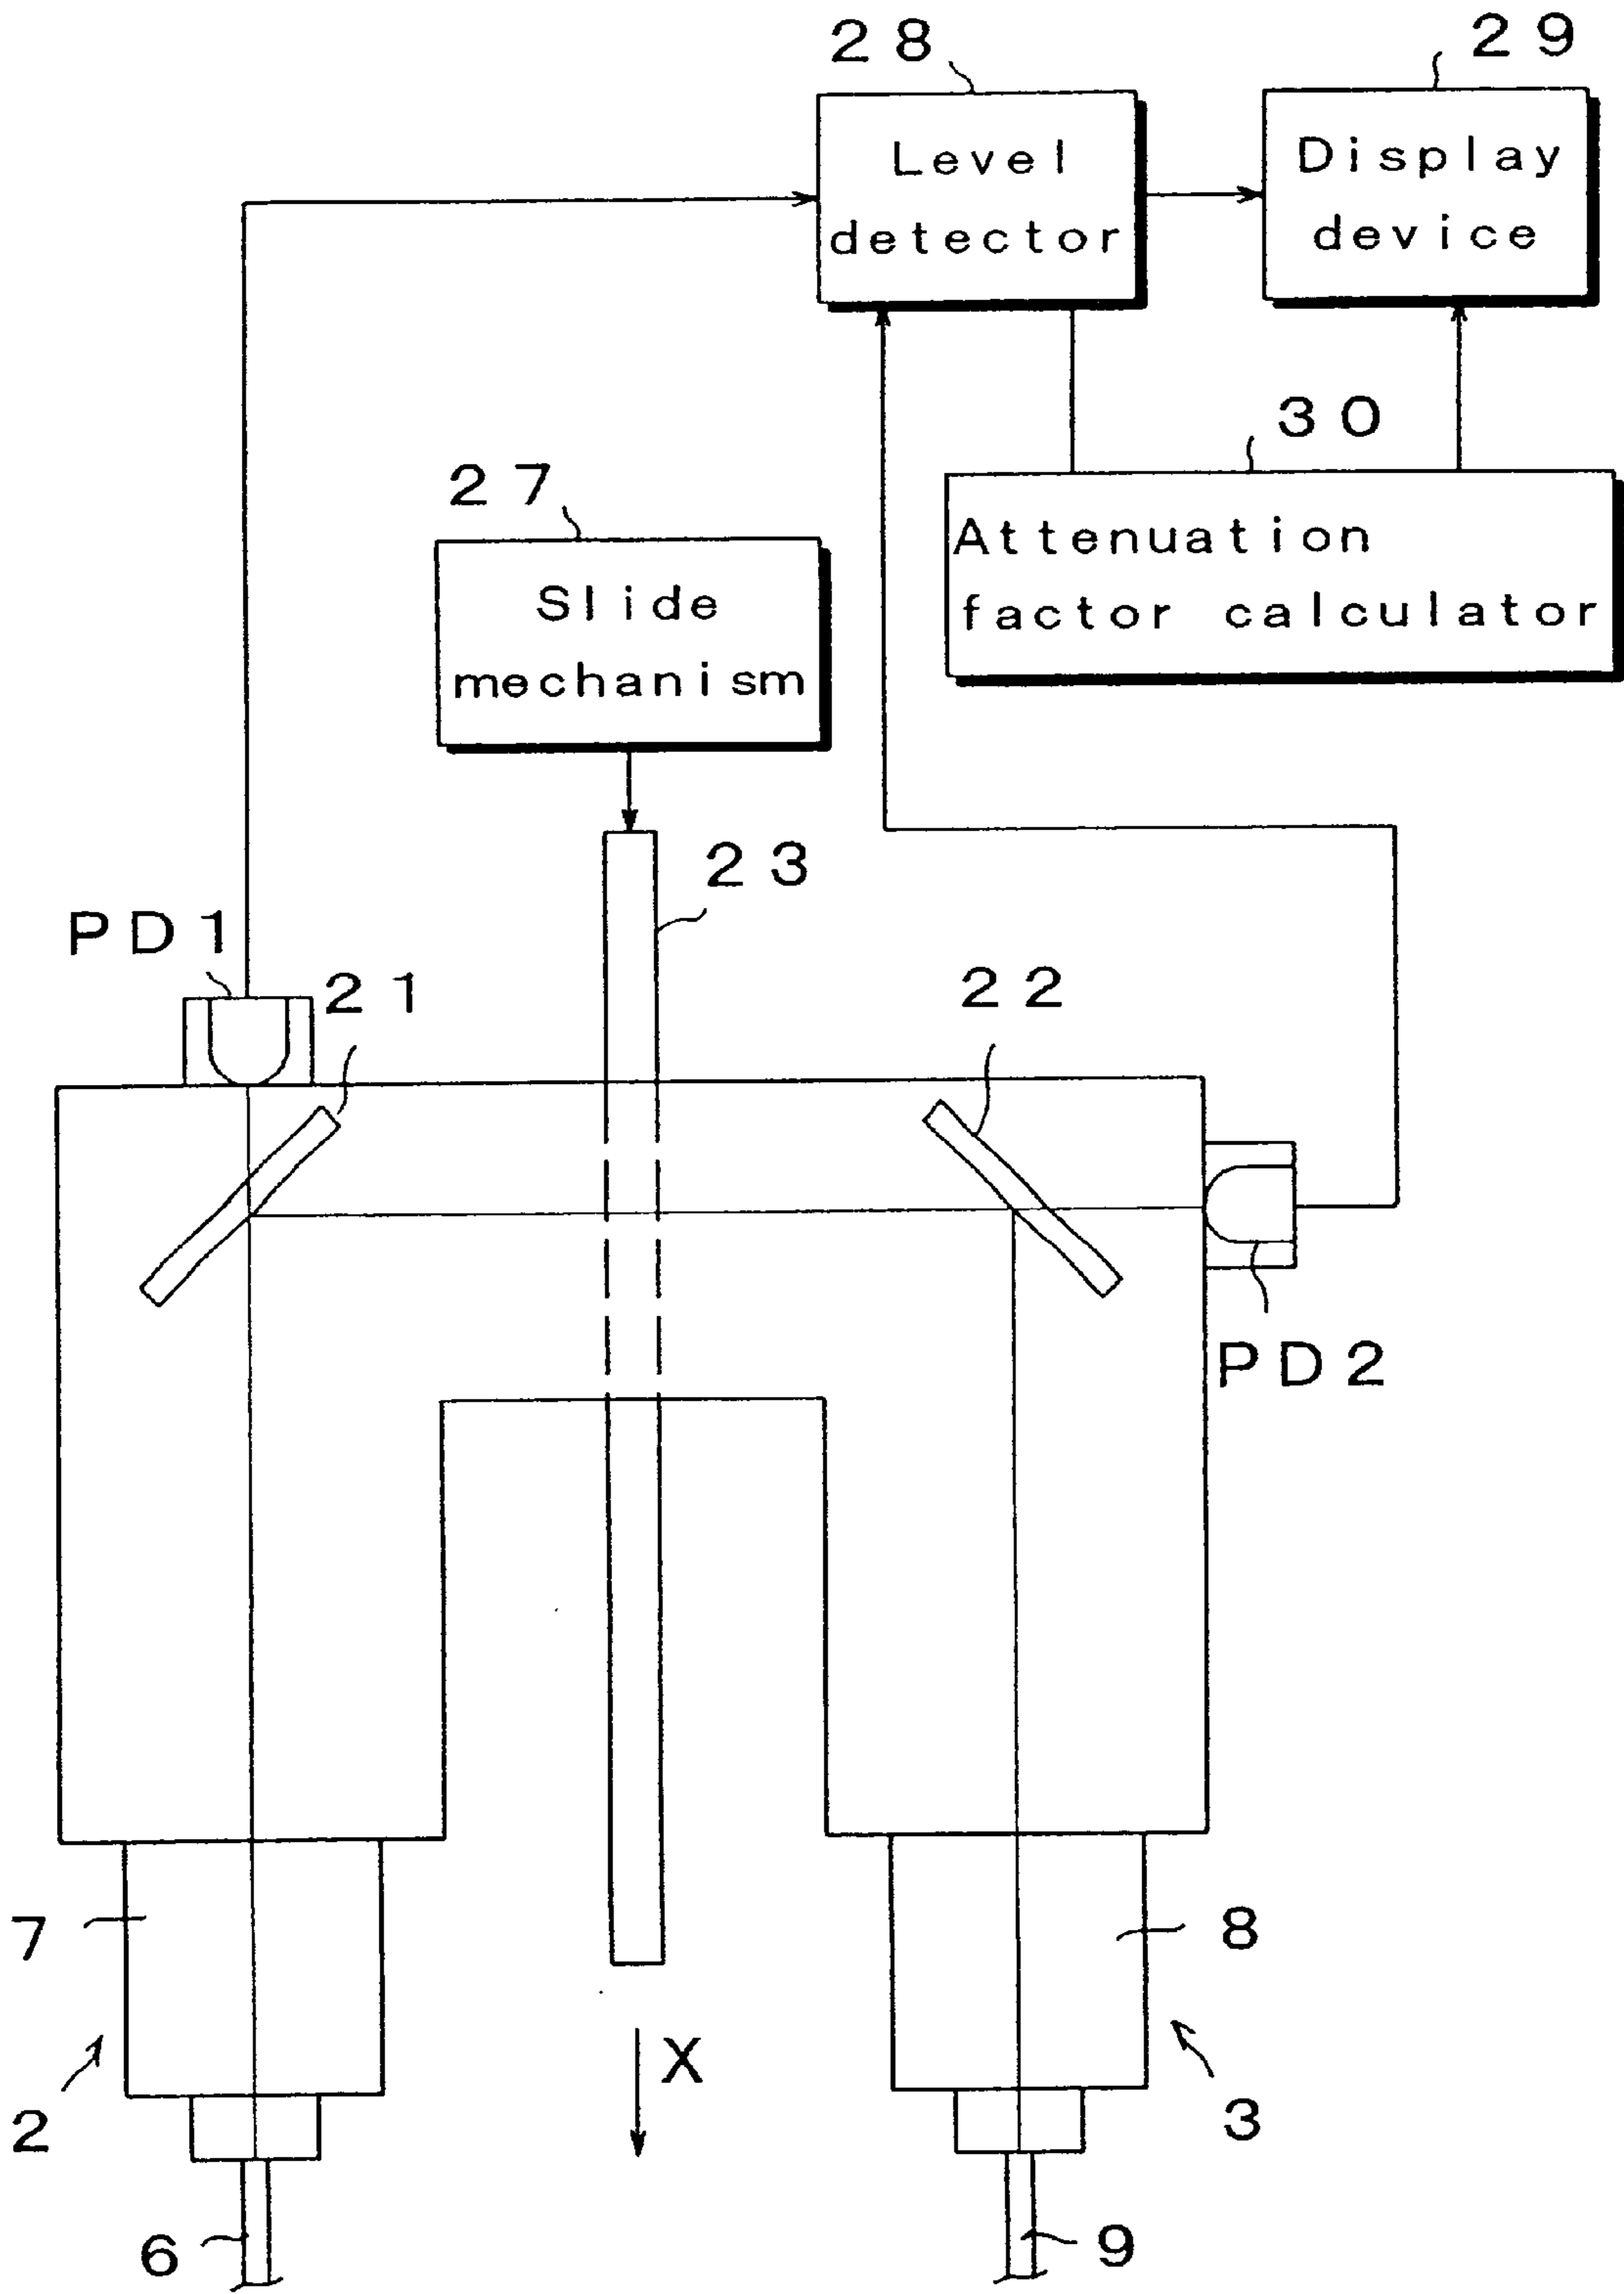 28
29
Level
detector
Display
device
30
27
Attenuation
factor calculator
Slide
mechanism
23
PD1
21
22
PD2
7
8
X
2
3
6
9